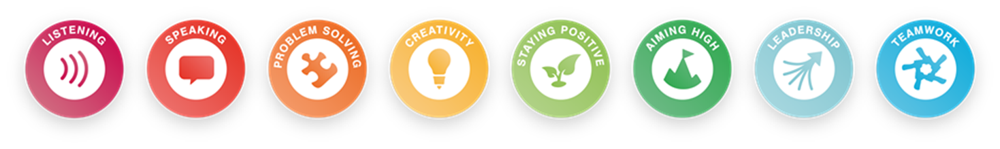 LISTENING
SPEAKING
PROBLEM SOLVING
CREATIVITY
STAYING POSITIVE
AIMING HIGH
LEADERSHIP
TEAMWORK